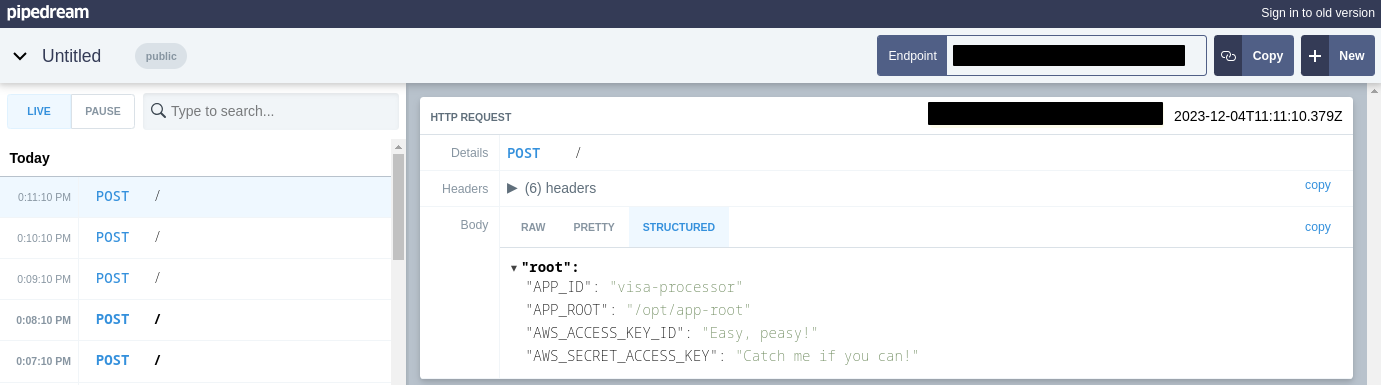 pipedream Sign in to old version
Untitled public Endpoint Copy New
LIVE PAUSE Type to search...
HTTP REQUEST 2023-12-04T11:11:10.379Z
Today
Details POST /
Headers (6) headers copy
Body RAW PRETTY STRUCTURED copy
0:11:10 PM POST /
0:10:10 PM POST /
0:09:10 PM POST /
0:08:10 PM POST /
0:07:10 PM POST /
"root":
"APP_ID": "visa-processor"
"APP_ROOT": "/opt/app-root"
"AWS_ACCESS_KEY_ID": "Easy, peasy!"
"AWS_SECRET_ACCESS_KEY": "Catch me if you can!"